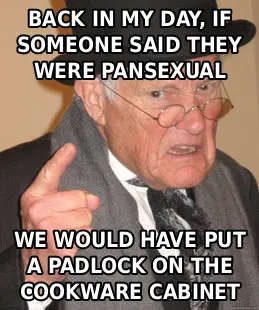 BACK IN MY DAY, IF
SOMEONE SAID THEY
WERE PANSEXUAL
WE WOULD HAVE PUT
A PADLOCK ON THE
COOKWARE CABINET